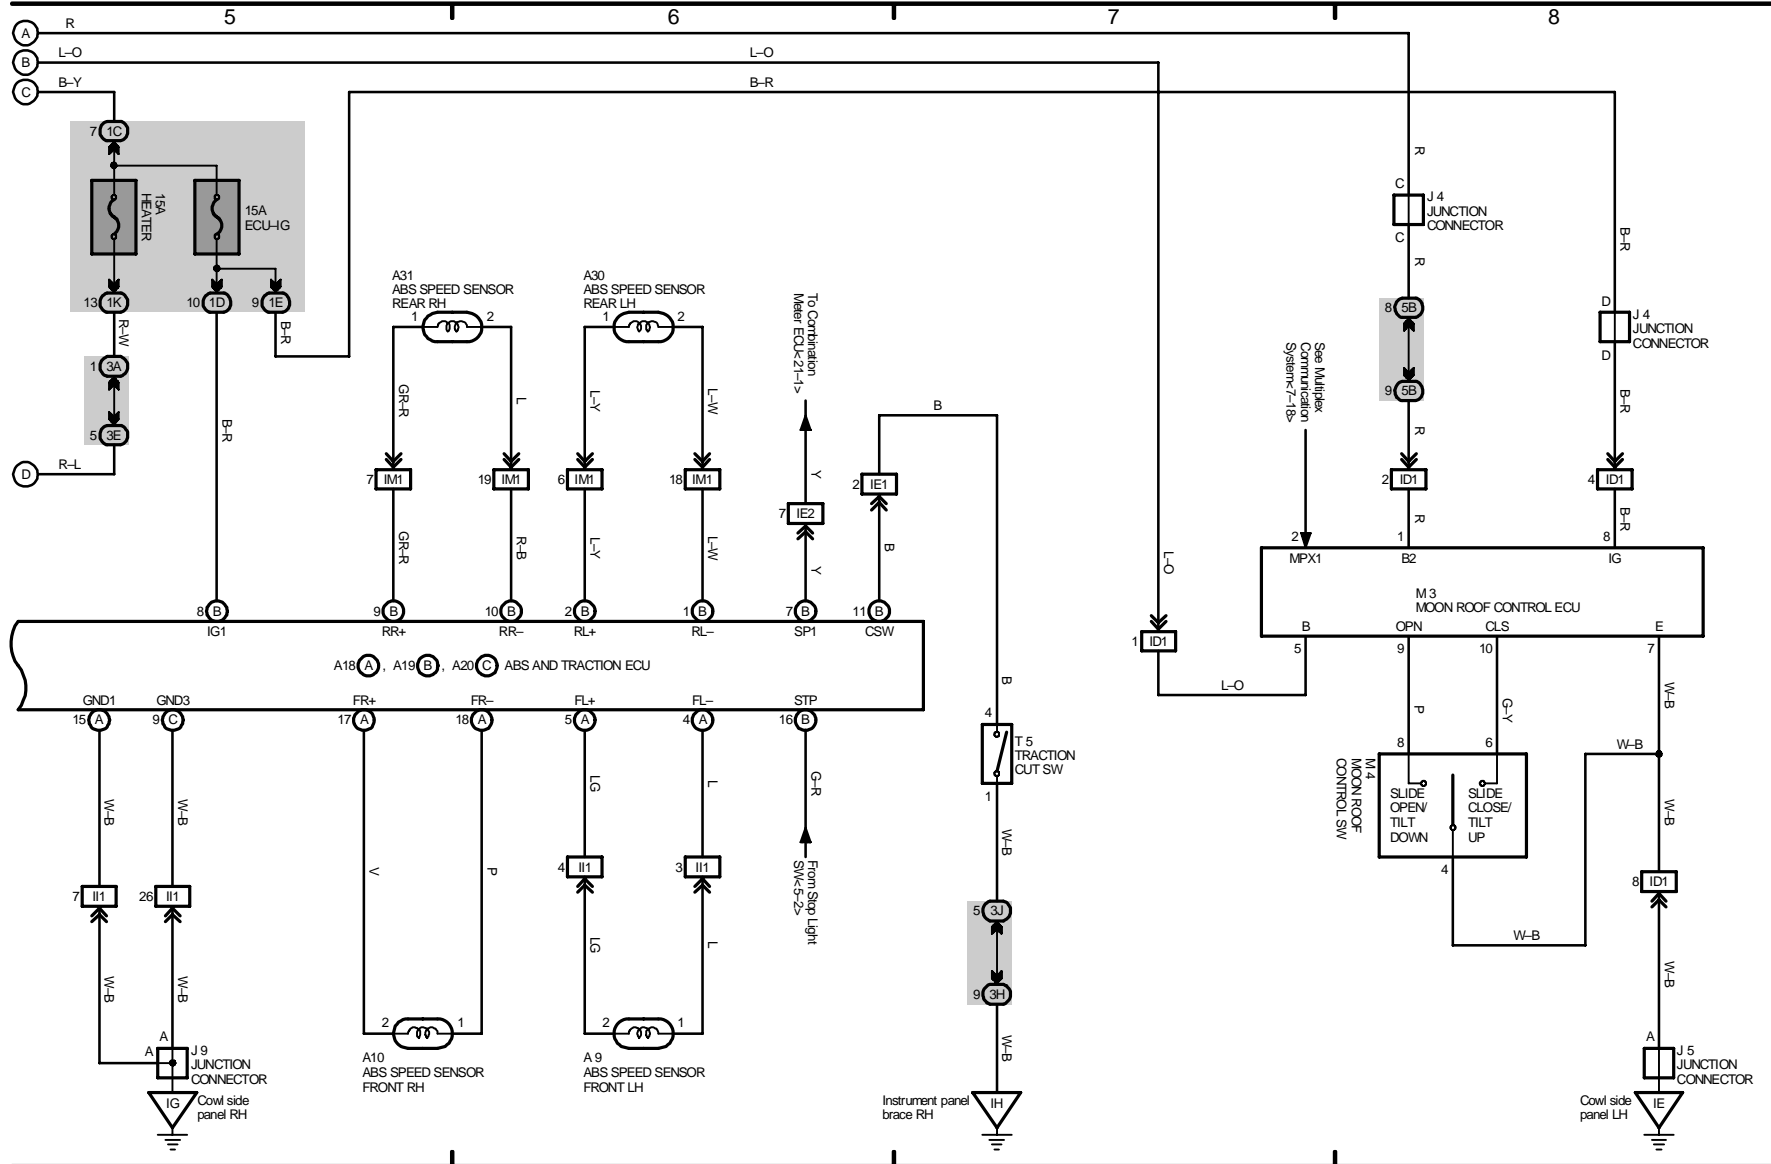 5 6 7 8
A R
B L–O L–O
C B–Y B–R
7 1C
15A
HEATER
15A
ECU–IG
13 1K
10 1D
9 1E
R–W
B–R
1 3A
5 3E
D R–L
B–R
A31
ABS SPEED SENSOR
REAR RH
1 2
GR–R
L
7 IM1
19 IM1
GR–R
R–B
A30
ABS SPEED SENSOR
REAR LH
1 2
L–Y
L–W
6 IM1
18 IM1
L–Y
L–W
To Combination
Meter ECU<21–1>
Y
7 IE2
Y
B
2 IE1
B
8 B
9 B
10 B
2 B
1 B
7 B
11 B
IG1 RR+ RR– RL+ RL– SP1 CSW
A18 A , A19 B , A20 C ABS AND TRACTION ECU
GND1 GND3 FR+ FR– FL+ FL– STP
15 A
9 C
17 A
18 A
5 A
4 A
16 B
W–B
W–B
V
P
LG
L
G–R
7 II1
26 II1
4 II1
3 II1
From Stop Light
SW<5–2>
W–B
W–B
LG
L
A
A
J 9
JUNCTION
CONNECTOR
IG
Cowl side
panel RH
2 1
A10
ABS SPEED SENSOR
FRONT RH
2 1
A 9
ABS SPEED SENSOR
FRONT LH
B
4
T 5
TRACTION
CUT SW
1
W–B
5 3J
9 3H
W–B
Instrument panel
brace RH
IH
L–O
1 ID1
L–O
See Multiplex
Communication
System<7–18>
R
C
J 4
JUNCTION
CONNECTOR
C
R
8 5B
9 5B
R
2 ID1
R
B–R
D
J 4
JUNCTION
CONNECTOR
D
B–R
4 ID1
B–R
2 1 8
MPX1 B2 IG
M 3
MOON ROOF CONTROL ECU
B OPN CLS E
5 9 10 7
P
G–Y
W–B
8 6
M 4
MOON ROOF
CONTROL SW
SLIDE
OPEN/
TILT
DOWN
SLIDE
CLOSE/
TILT
UP
4
W–B
W–B
W–B
8 ID1
W–B
A
J 5
JUNCTION
CONNECTOR
Cowl side
panel LH
IE